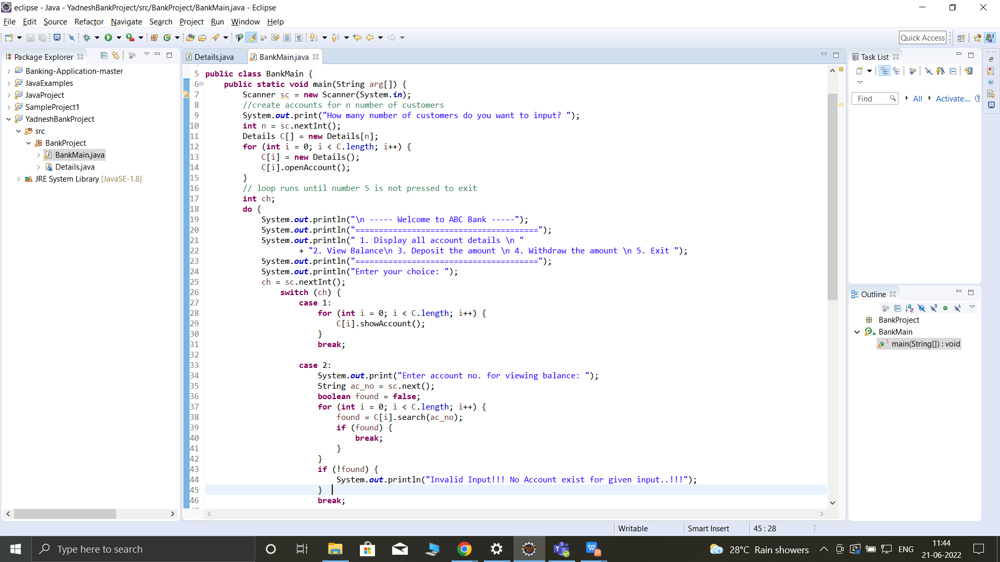 eclipse - Java - YadneshBankProject/src/BankProject/BankMain.java - Eclipse
File Edit Source Refactor Navigate Search Project Run Window Help
Quick Access
Package Explorer
Banking-Application-master
JavaExamples
JavaProject
SampleProject1
YadneshBankProject
src
BankProject
BankMain.java
Details.java
JRE System Library [JavaSE-1.8]
Details.java BankMain.java
5 public class BankMain {
6 public static void main(String arg[]) {
7 Scanner sc = new Scanner(System.in);
8 //create accounts for n number of customers
9 System.out.print("How many number of customers do you want to input? ");
10 int n = sc.nextInt();
11 Details C[] = new Details[n];
12 for (int i = 0; i < C.length; i++) {
13 C[i] = new Details();
14 C[i].openAccount();
15 }
16 // loop runs until number 5 is not pressed to exit
17 int ch;
18 do {
19 System.out.println("\n ----- Welcome to ABC Bank -----");
20 System.out.println("=======================================");
21 System.out.println(" 1. Display all account details \n "
22 + "2. View Balance\n 3. Deposit the amount \n 4. Withdraw the amount \n 5. Exit ");
23 System.out.println("=======================================");
24 System.out.println("Enter your choice: ");
25 ch = sc.nextInt();
26 switch (ch) {
27 case 1:
28 for (int i = 0; i < C.length; i++) {
29 C[i].showAccount();
30 }
31 break;
32
33 case 2:
34 System.out.print("Enter account no. for viewing balance: ");
35 String ac_no = sc.next();
36 boolean found = false;
37 for (int i = 0; i < C.length; i++) {
38 found = C[i].search(ac_no);
39 if (found) {
40 break;
41 }
42 }
43 if (!found) {
44 System.out.println("Invalid Input!!! No Account exist for given input..!!!");
45 }
46 break;
Task List
Find All Activate....
Outline
BankProject
BankMain
main(String[]) : void
Writable Smart Insert 45 : 28
Type here to search
28°C Rain showers
ENG
11:44
21-06-2022